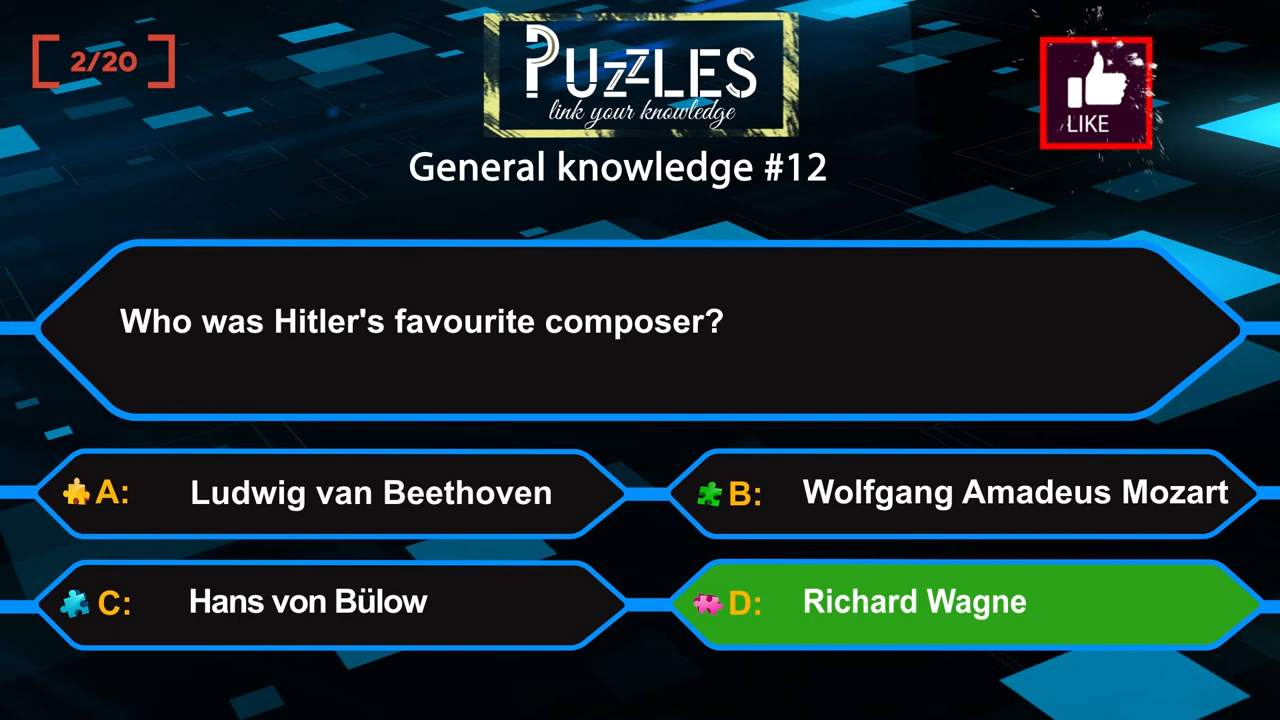 2/20
PUZZLES
link your knowledge
LIKE
General knowledge #12
Who was Hitler's favourite composer?
A: Ludwig van Beethoven
B: Wolfgang Amadeus Mozart
C: Hans von Bülow
D: Richard Wagne